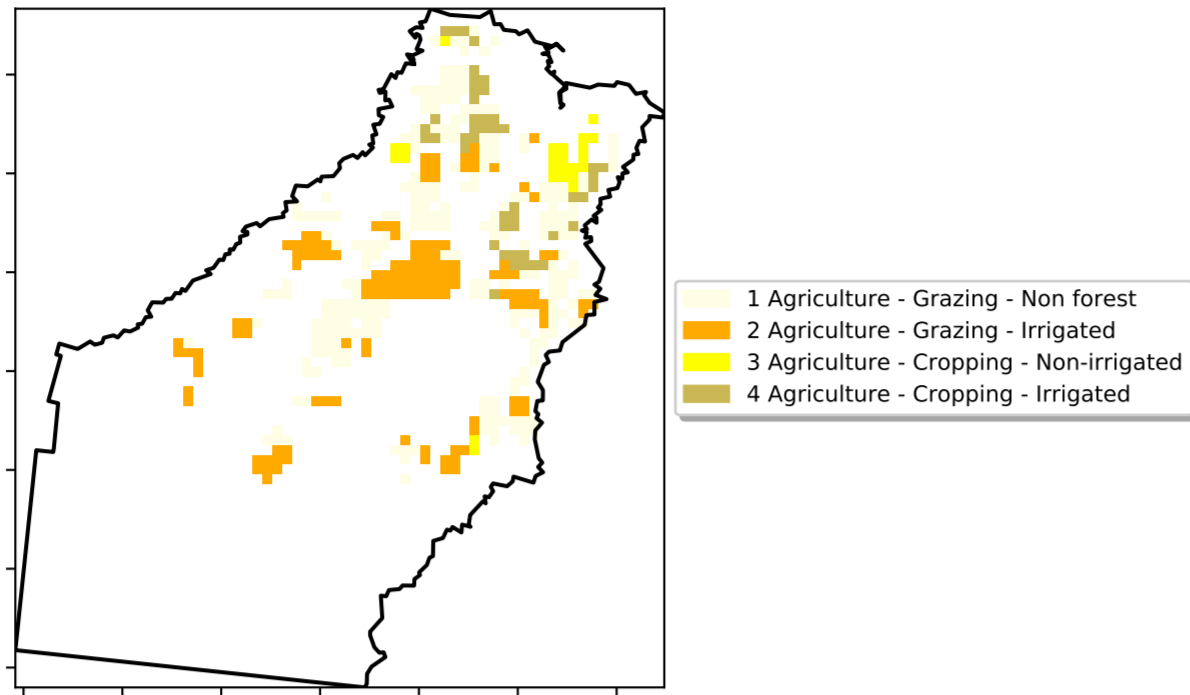 1 Agriculture - Grazing - Non forest
2 Agriculture - Grazing - Irrigated
3 Agriculture - Cropping - Non-irrigated
4 Agriculture - Cropping - Irrigated